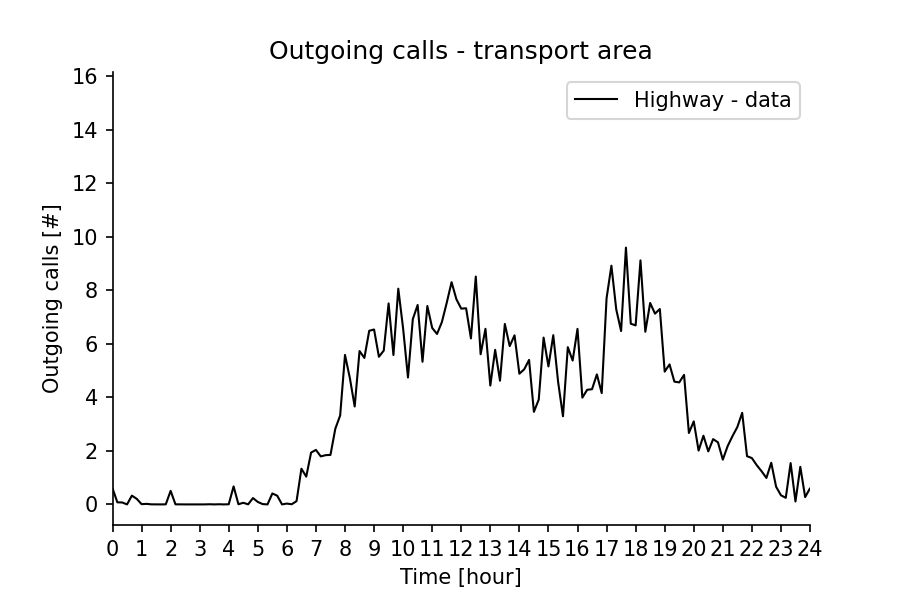 Outgoing calls - transport area
Highway - data
Outgoing calls [#]
16
14
12
10
8
6
4
2
0
0 1 2 3 4 5 6 7 8 9 10 11 12 13 14 15 16 17 18 19 20 21 22 23 24
Time [hour]